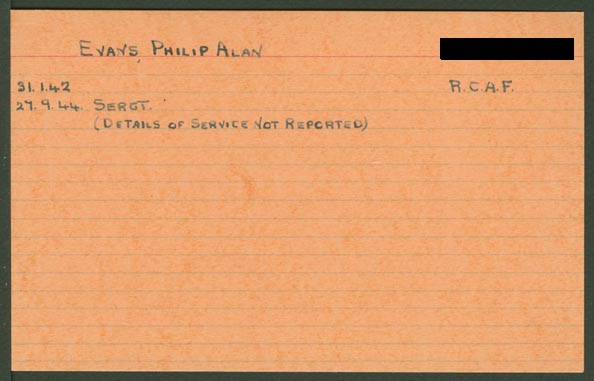 EVANS PHILIP ALAN
31.1.42 R.C.A.F.
27.9.44. SERGT.
(DETAILS OF SERVICE NOT REPORTED)